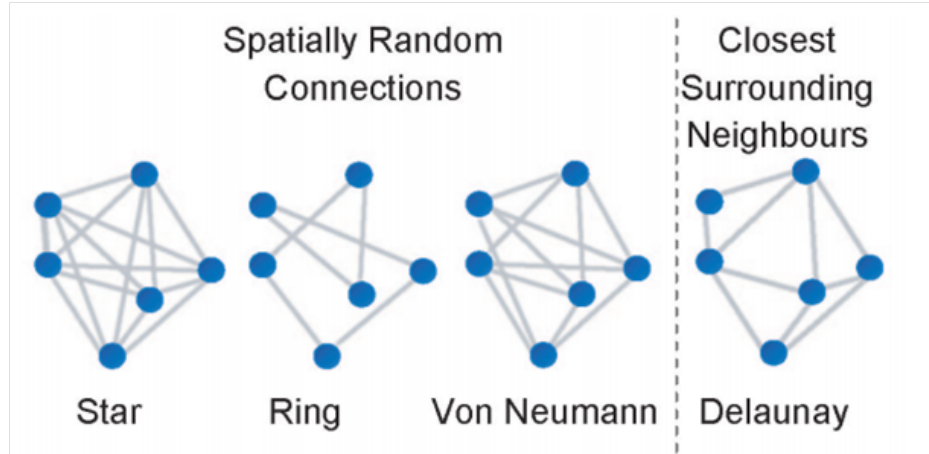 Spatially Random
Connections
Closest
Surrounding
Neighbours
Star
Ring
Von Neumann
Delaunay